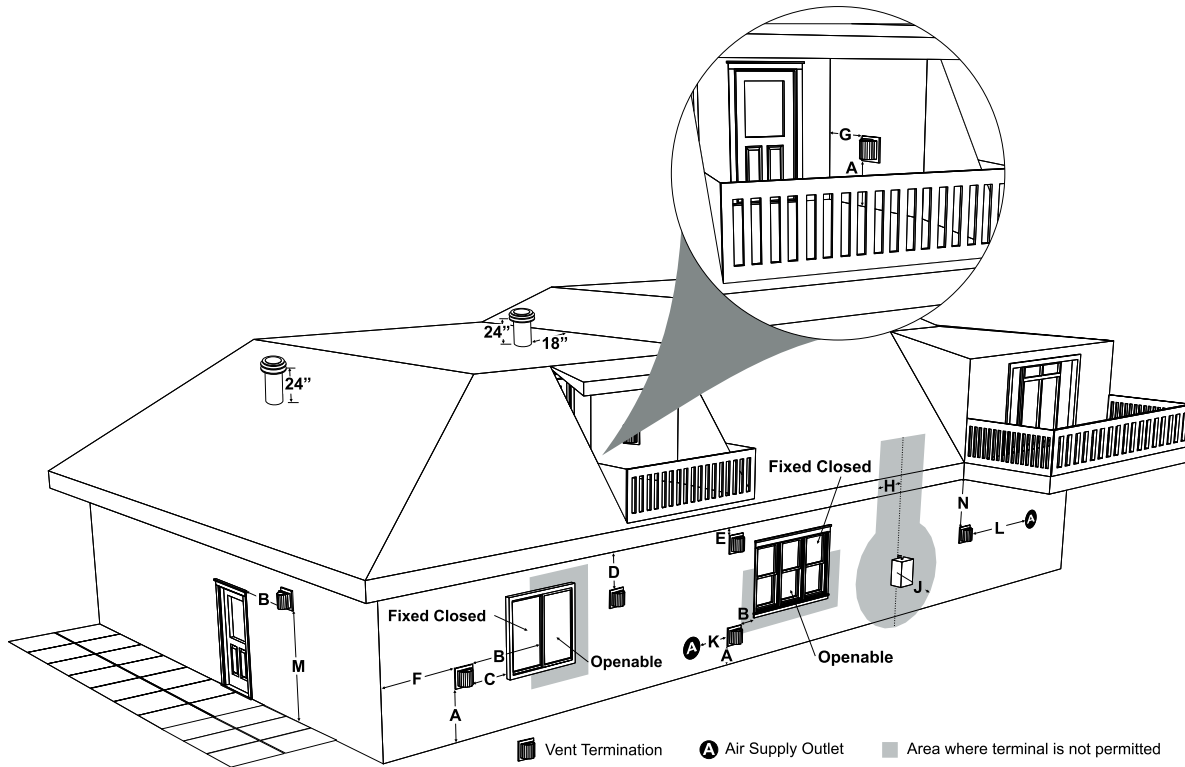 G
A
24”
18”
24”
Fixed Closed
H
N
L
A
E
D
B
Fixed Closed
B
J
K
A
A
B
Openable
Openable
M
F
C
A
Vent Termination
A Air Supply Outlet
Area where terminal is not permitted